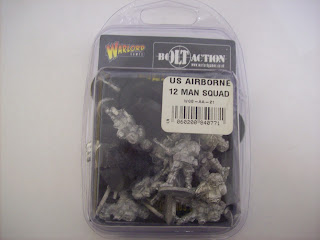 WARLORD
GAMES
BOLT ACTION
US AIRBORNE
12 MAN SQUAD